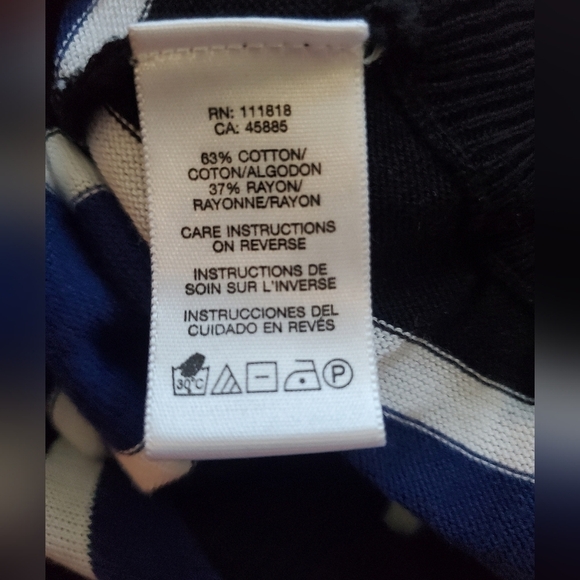 RN: 111818
CA: 45885
63% COTTON/
COTON/ALGODON
37% RAYON/
RAYONNE/RAYON
CARE INSTRUCTIONS
ON REVERSE
INSTRUCTIONS DE
SOIN SUR L'INVERSE
INSTRUCCIONES DEL
CUIDADO EN REVÉS
30°C P